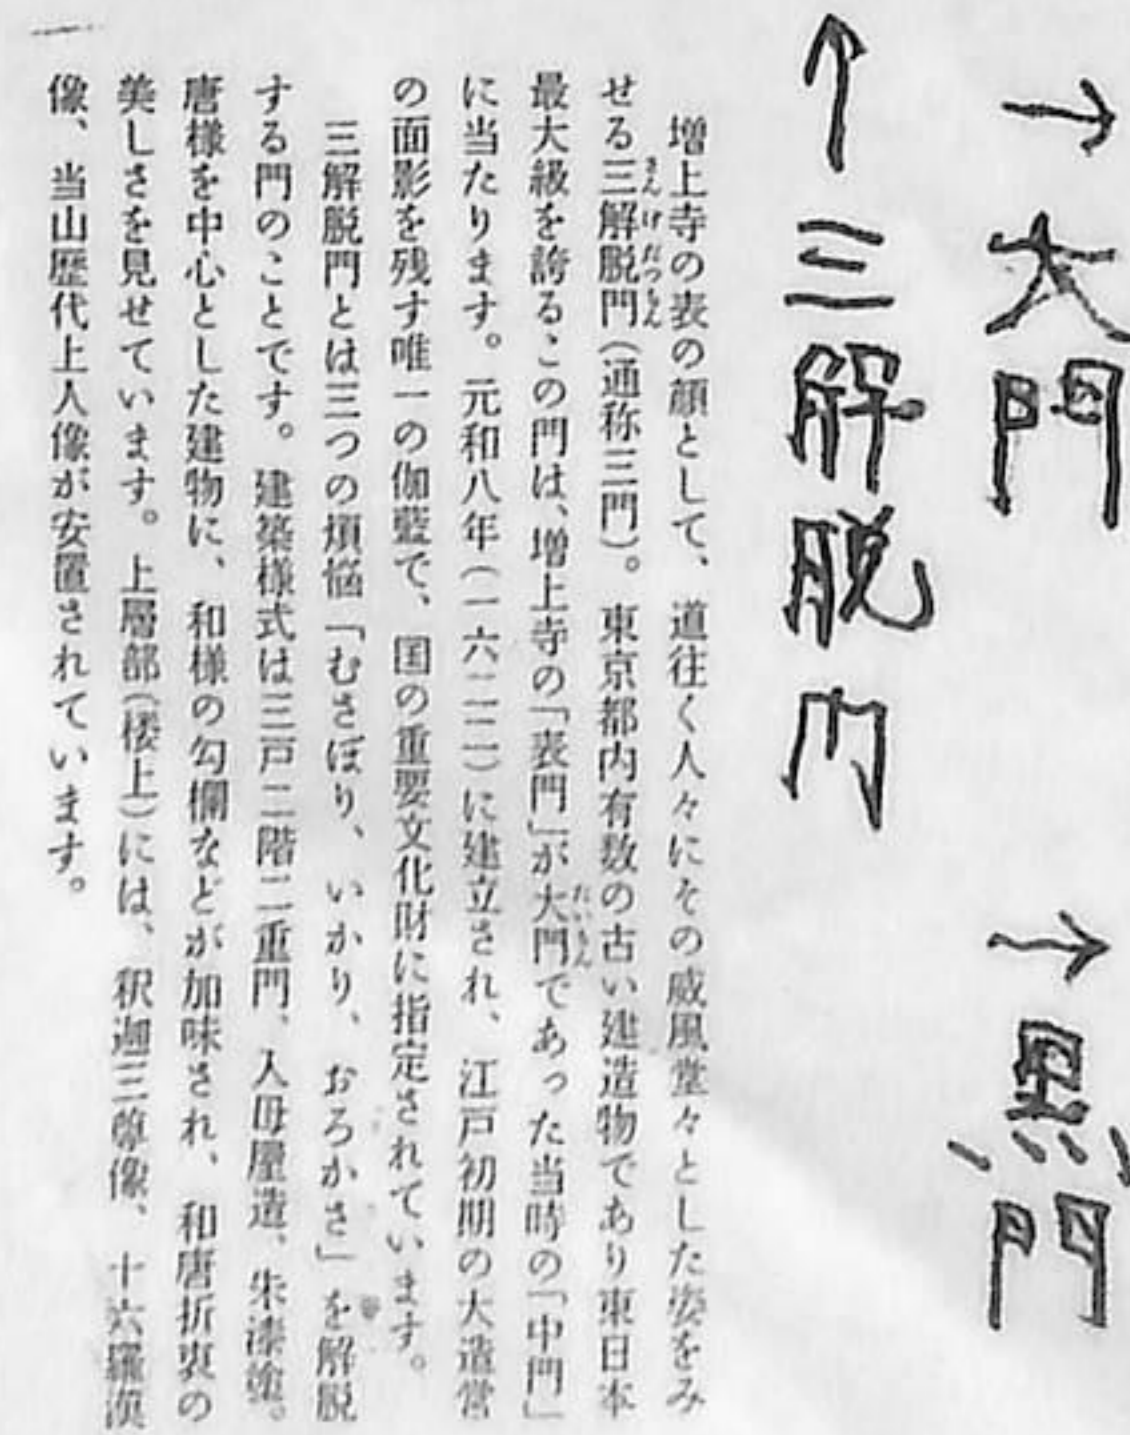 →大門
→黒門
↑三解脱門
増上寺の表の顔として、道往く人々にその威風堂々とした姿をみ
せる三解脱門（通称三門）。東京都内有数の古い建造物であり東日本
最大級を誇るこの門は、増上寺の「表門」が大門であった当時の「中門」
に当たります。元和八年（一六二二）に建立され、江戸初期の大造営
の面影を残す唯一の伽藍で、国の重要文化財に指定されています。
三解脱門とは三つの煩悩「むさぼり、いかり、おろかさ」を解脱
する門のことです。建築様式は三戸二階二重門、入母屋造、朱漆塗。
唐様を中心とした建物に、和様の勾欄などが加味され、和唐折衷の
美しさを見せています。上層部（楼上）には、釈迦三尊像、十六羅漢
像、当山歴代上人像が安置されています。